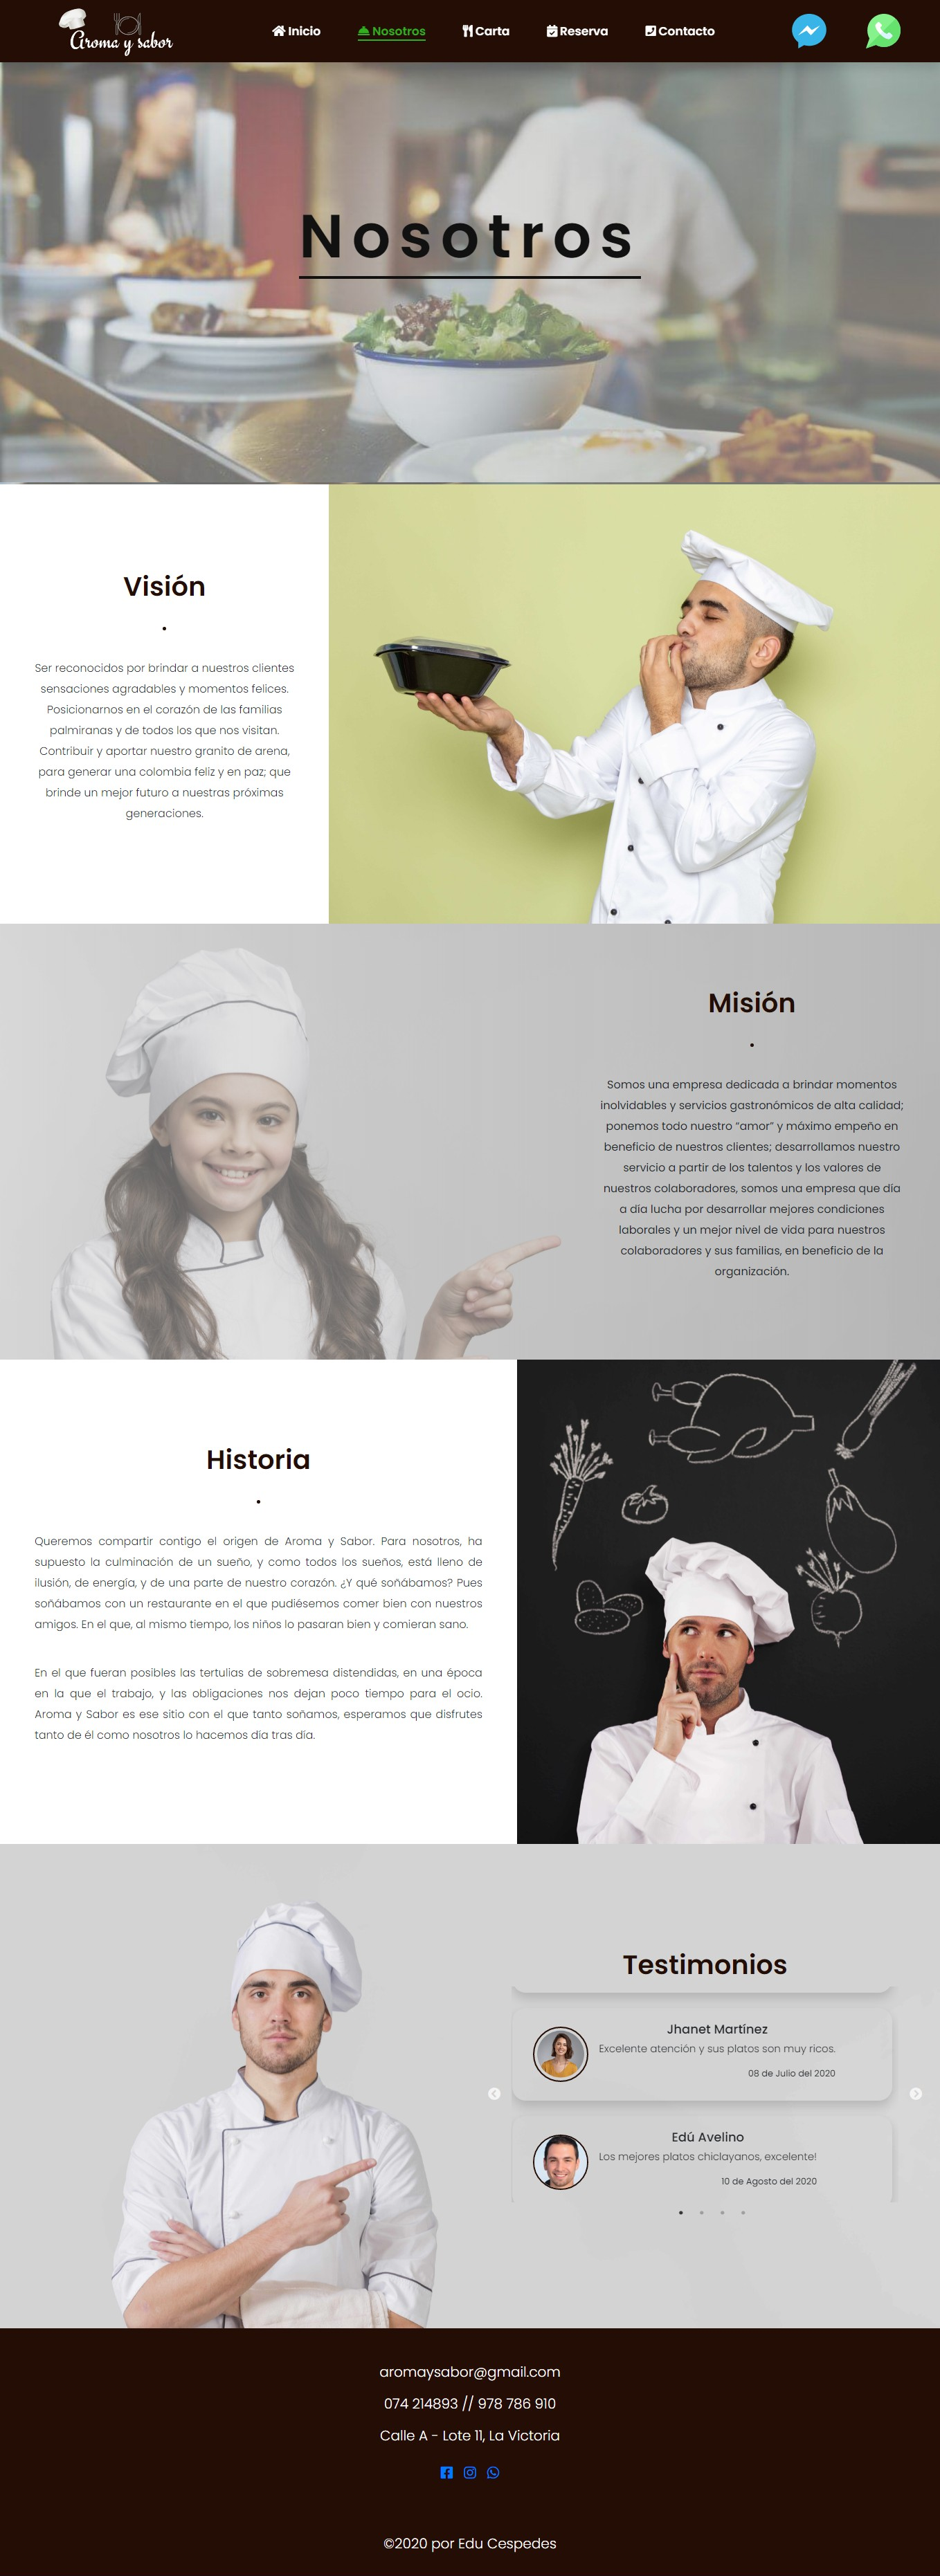 Aroma y sabor
Inicio
Nosotros
Carta
Reserva
Contacto
Nosotros
Visión
Ser reconocidos por brindar a nuestros clientes
sensaciones agradables y momentos felices.
Posicionarnos en el corazón de las familias
palmiranas y de todos los que nos visitan.
Contribuir y aportar nuestro granito de arena,
para generar una colombia feliz y en paz; que
brinde un mejor futuro a nuestras próximas
generaciones.
Misión
Somos una empresa dedicada a brindar momentos
inolvidables y servicios gastronómicos de alta calidad;
ponemos todo nuestro “amor” y máximo empeño en
beneficio de nuestros clientes; desarrollamos nuestro
servicio a partir de los talentos y los valores de
nuestros colaboradores, somos una empresa que día
a día lucha por desarrollar mejores condiciones
laborales y un mejor nivel de vida para nuestros
colaboradores y sus familias, en beneficio de la
organización.
Historia
Queremos compartir contigo el origen de Aroma y Sabor. Para nosotros, ha
supuesto la culminación de un sueño, y como todos los sueños, está lleno de
ilusión, de energía, y de una parte de nuestro corazón. ¿Y qué soñábamos? Pues
soñábamos con un restaurante en el que pudiésemos comer bien con nuestros
amigos. En el que, al mismo tiempo, los niños lo pasaran bien y comieran sano.
En el que fueran posibles las tertulias de sobremesa distendidas, en una época
en la que el trabajo, y las obligaciones nos dejan poco tiempo para el ocio.
Aroma y Sabor es ese sitio con el que tanto soñamos, esperamos que disfrutes
tanto de él como nosotros lo hacemos día tras día.
Testimonios
Jhanet Martínez
Excelente atención y sus platos son muy ricos.
08 de Julio del 2020
Edú Avelino
Los mejores platos chiclayanos, excelente!
10 de Agosto del 2020
aromaysabor@gmail.com
074 214893 // 978 786 910
Calle A - Lote 11, La Victoria
©2020 por Edu Cespedes